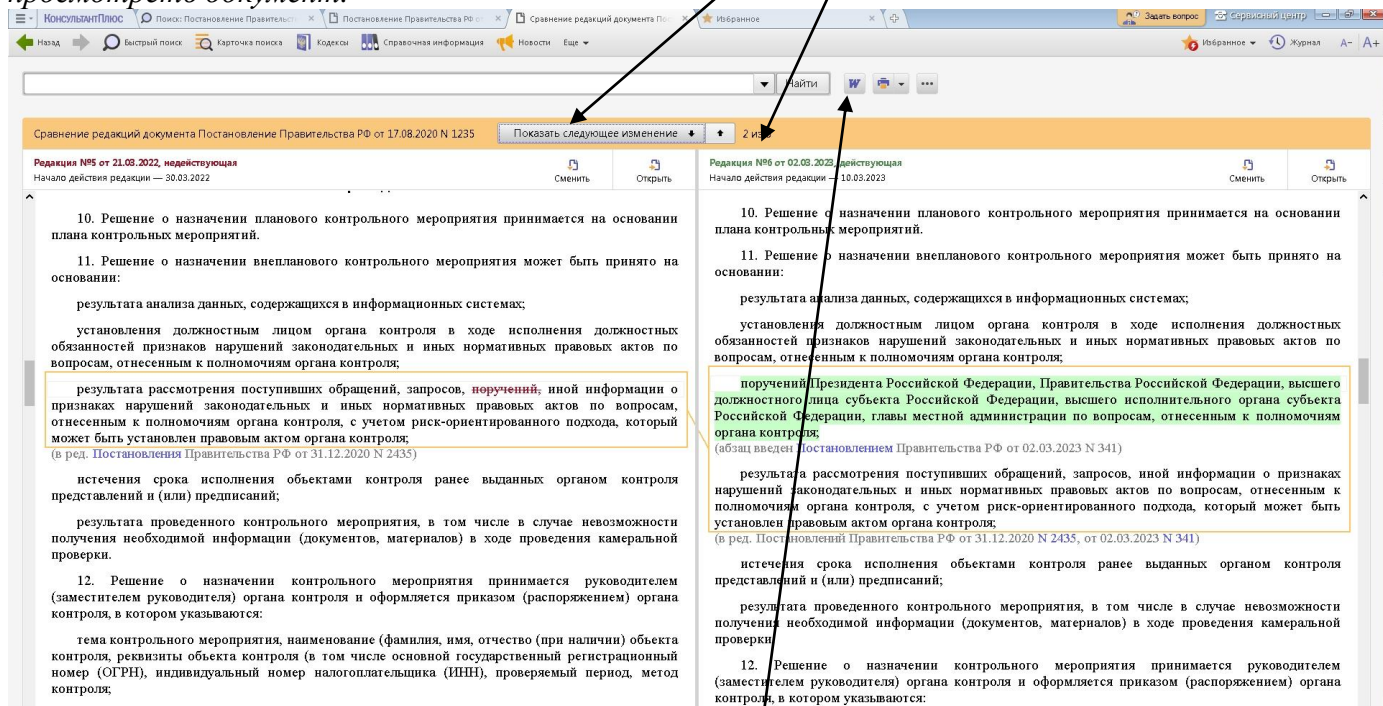 просмотрено документ.
КОНСУЛЬТАНТПЛЮС Поиск: Постановление Правительст Постановление Правительства РФ от Сравнение редакций документа По Избранное Задать вопрос Сервисный центр
Назад Быстрый поиск Карточка поиска Кодексы Справочная информация Новости Еще Избранное Журнал А− А+
Найти
Сравнение редакций документа Постановление Правительства РФ от 17.08.2020 N 1235 Показать следующее изменение 2 из
Редакция №5 от 21.03.2022, недействующая
Начало действия редакции — 30.03.2022
Сменить Открыть
10. Решение о назначении планового контрольного мероприятия принимается на основании
плана контрольных мероприятий.
11. Решение о назначении внепланового контрольного мероприятия может быть принято на
основании:
результата анализа данных, содержащихся в информационных системах;
установления должностным лицом органа контроля в ходе исполнения должностных
обязанностей признаков нарушений законодательных и иных нормативных правовых актов по
вопросам, отнесенным к полномочиям органа контроля;
результата рассмотрения поступивших обращений, запросов, поручений, иной информации о
признаках нарушений законодательных и иных нормативных правовых актов по вопросам,
отнесенным к полномочиям органа контроля, с учетом риск-ориентированного подхода, который
может быть установлен правовым актом органа контроля;
(в ред. Постановления Правительства РФ от 31.12.2020 N 2435)
истечения срока исполнения объектами контроля ранее выданных органом контроля
представлений и (или) предписаний;
результата проведенного контрольного мероприятия, в том числе в случае невозможности
получения необходимой информации (документов, материалов) в ходе проведения камеральной
проверки.
12. Решение о назначении контрольного мероприятия принимается руководителем
(заместителем руководителя) органа контроля и оформляется приказом (распоряжением) органа
контроля, в котором указываются:
тема контрольного мероприятия, наименование (фамилия, имя, отчество (при наличии) объекта
контроля, реквизиты объекта контроля (в том числе основной государственный регистрационный
номер (ОГРН), индивидуальный номер налогоплательщика (ИНН), проверяемый период, метод
контроля;
Редакция №6 от 02.03.2023, действующая
Начало действия редакции — 10.03.2023
Сменить Открыть
10. Решение о назначении планового контрольного мероприятия принимается на основании
плана контрольных мероприятий.
11. Решение о назначении внепланового контрольного мероприятия может быть принято на
основании:
результата анализа данных, содержащихся в информационных системах;
установления должностным лицом органа контроля в ходе исполнения должностных
обязанностей признаков нарушений законодательных и иных нормативных правовых актов по
вопросам, отнесенным к полномочиям органа контроля;
поручений Президента Российской Федерации, Правительства Российской Федерации, высшего
должностного лица субъекта Российской Федерации, высшего исполнительного органа субъекта
Российской Федерации, главы местной администрации по вопросам, отнесенным к полномочиям
органа контроля;
(абзац введен Постановлением Правительства РФ от 02.03.2023 N 341)
результата рассмотрения поступивших обращений, запросов, иной информации о признаках
нарушений законодательных и иных нормативных правовых актов по вопросам, отнесенным к
полномочиям органа контроля, с учетом риск-ориентированного подхода, который может быть
установлен правовым актом органа контроля;
(в ред. Постановлений Правительства РФ от 31.12.2020 N 2435, от 02.03.2023 N 341)
истечения срока исполнения объектами контроля ранее выданных органом контроля
представлений и (или) предписаний;
результата проведенного контрольного мероприятия, в том числе в случае невозможности
получения необходимой информации (документов, материалов) в ходе проведения камеральной
проверки
12. Решение о назначении контрольного мероприятия принимается руководителем
(заместителем руководителя) органа контроля и оформляется приказом (распоряжением) органа
контроля, в котором указываются: